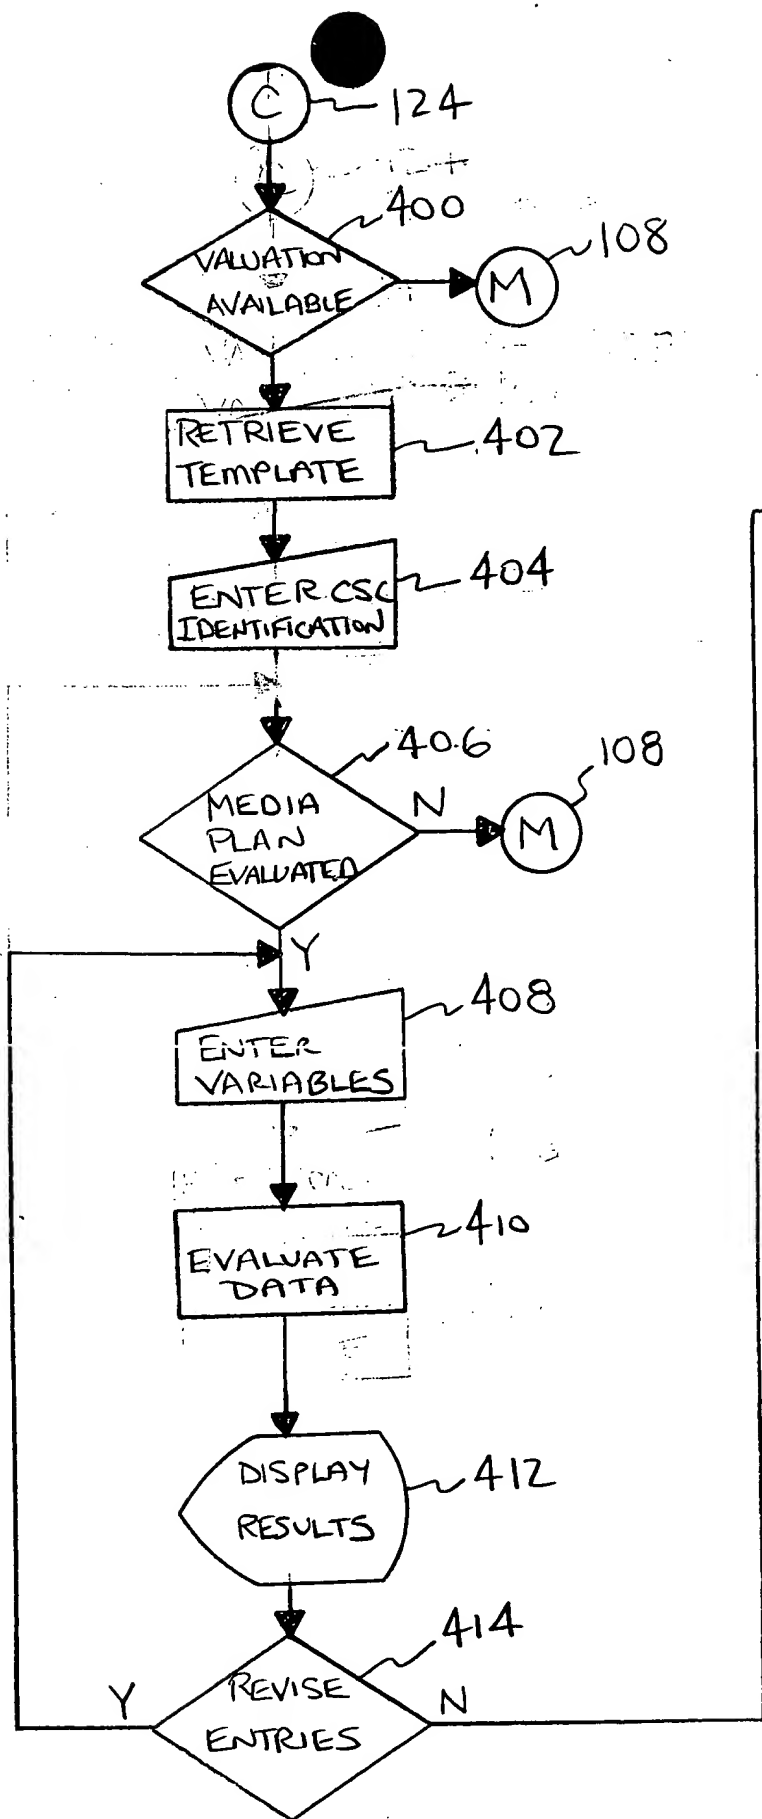 C
124
400
VALUATION
AVAILABLE
M
108
RETRIEVE
TEMPLATE
402
ENTER CSC
IDENTIFICATION
404
406
MEDIA
PLAN
EVALUATED
N
M
108
Y
408
ENTER
VARIABLES
410
EVALUATE
DATA
DISPLAY
RESULTS
412
414
REVISE
ENTRIES
Y
N